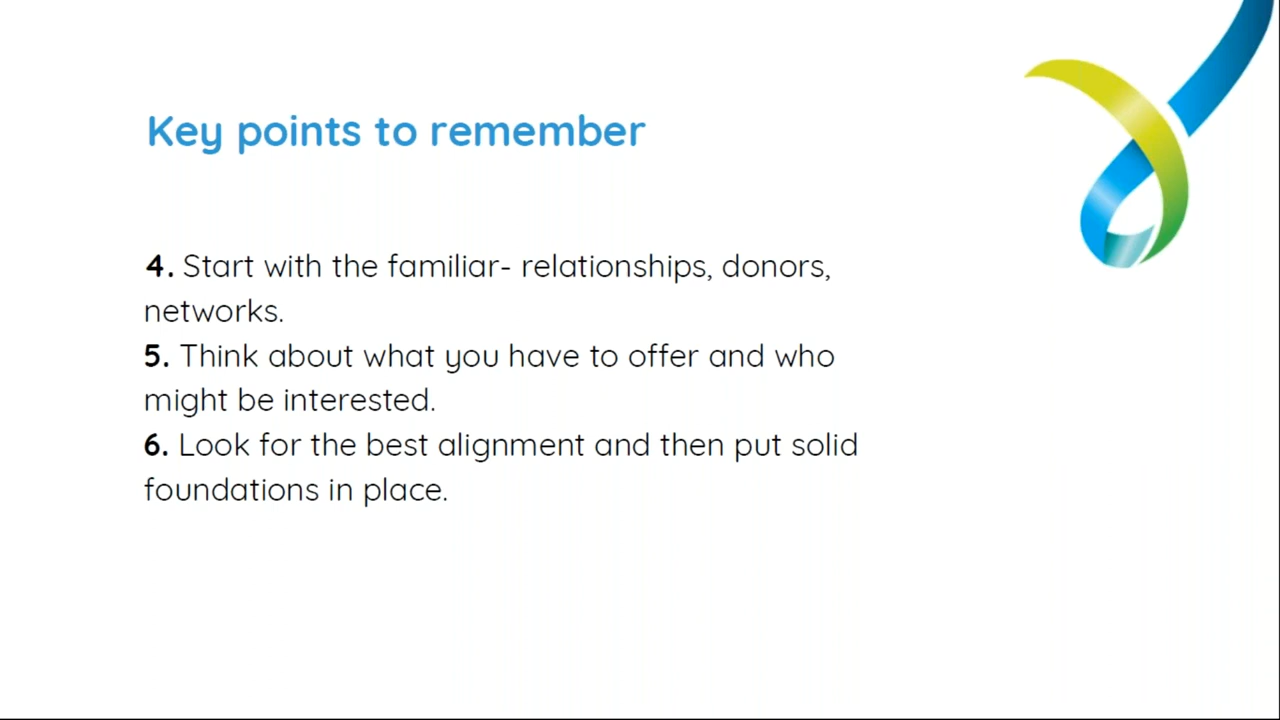 Key points to remember
4. Start with the familiar- relationships, donors,
networks.
5. Think about what you have to offer and who
might be interested.
6. Look for the best alignment and then put solid
foundations in place.